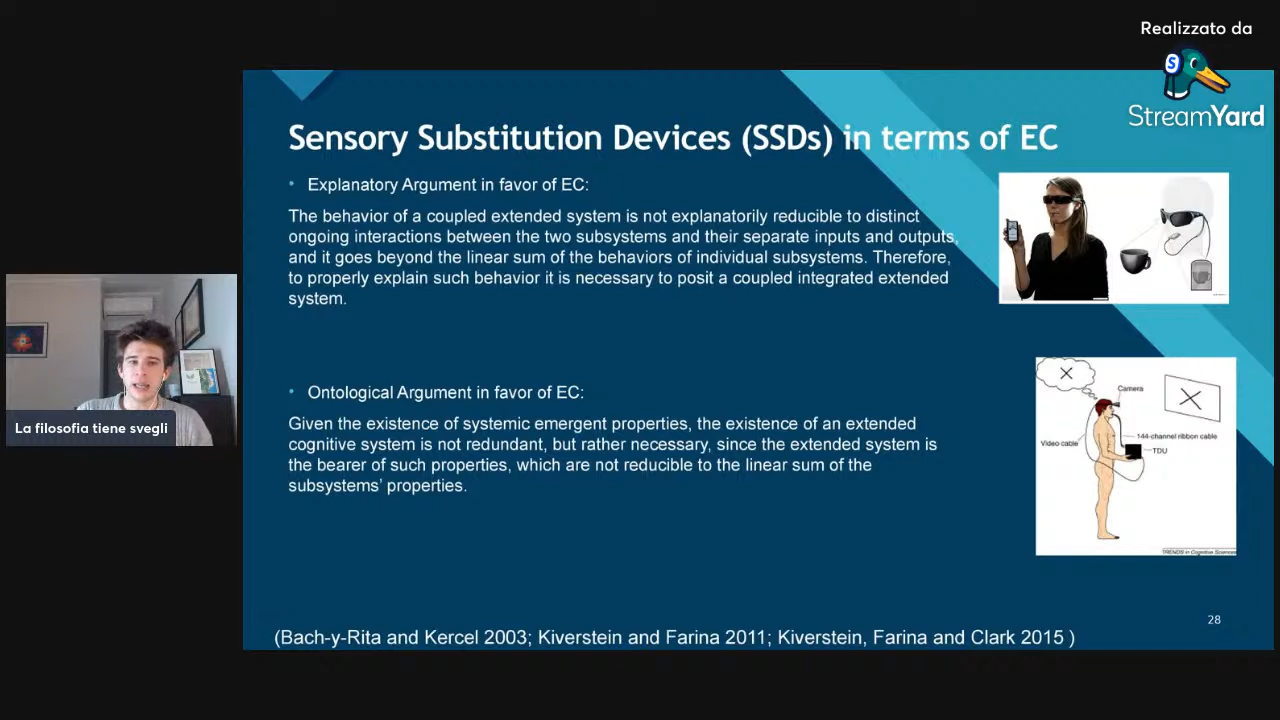 Realizzato da
StreamYard
Sensory Substitution Devices (SSDs) in terms of EC
• Explanatory Argument in favor of EC:
The behavior of a coupled extended system is not explanatorily reducible to distinct
ongoing interactions between the two subsystems and their separate inputs and outputs,
and it goes beyond the linear sum of the behaviors of individual subsystems. Therefore,
to properly explain such behavior it is necessary to posit a coupled integrated extended
system.
• Ontological Argument in favor of EC:
Given the existence of systemic emergent properties, the existence of an extended
cognitive system is not redundant, but rather necessary, since the extended system is
the bearer of such properties, which are not reducible to the linear sum of the
subsystems' properties.
Camera
Video cable
144-channel ribbon cable
TDU
TRENDS in Cognitive Sciences
La filosofia tiene svegli
28
(Bach-y-Rita and Kercel 2003; Kiverstein and Farina 2011; Kiverstein, Farina and Clark 2015 )